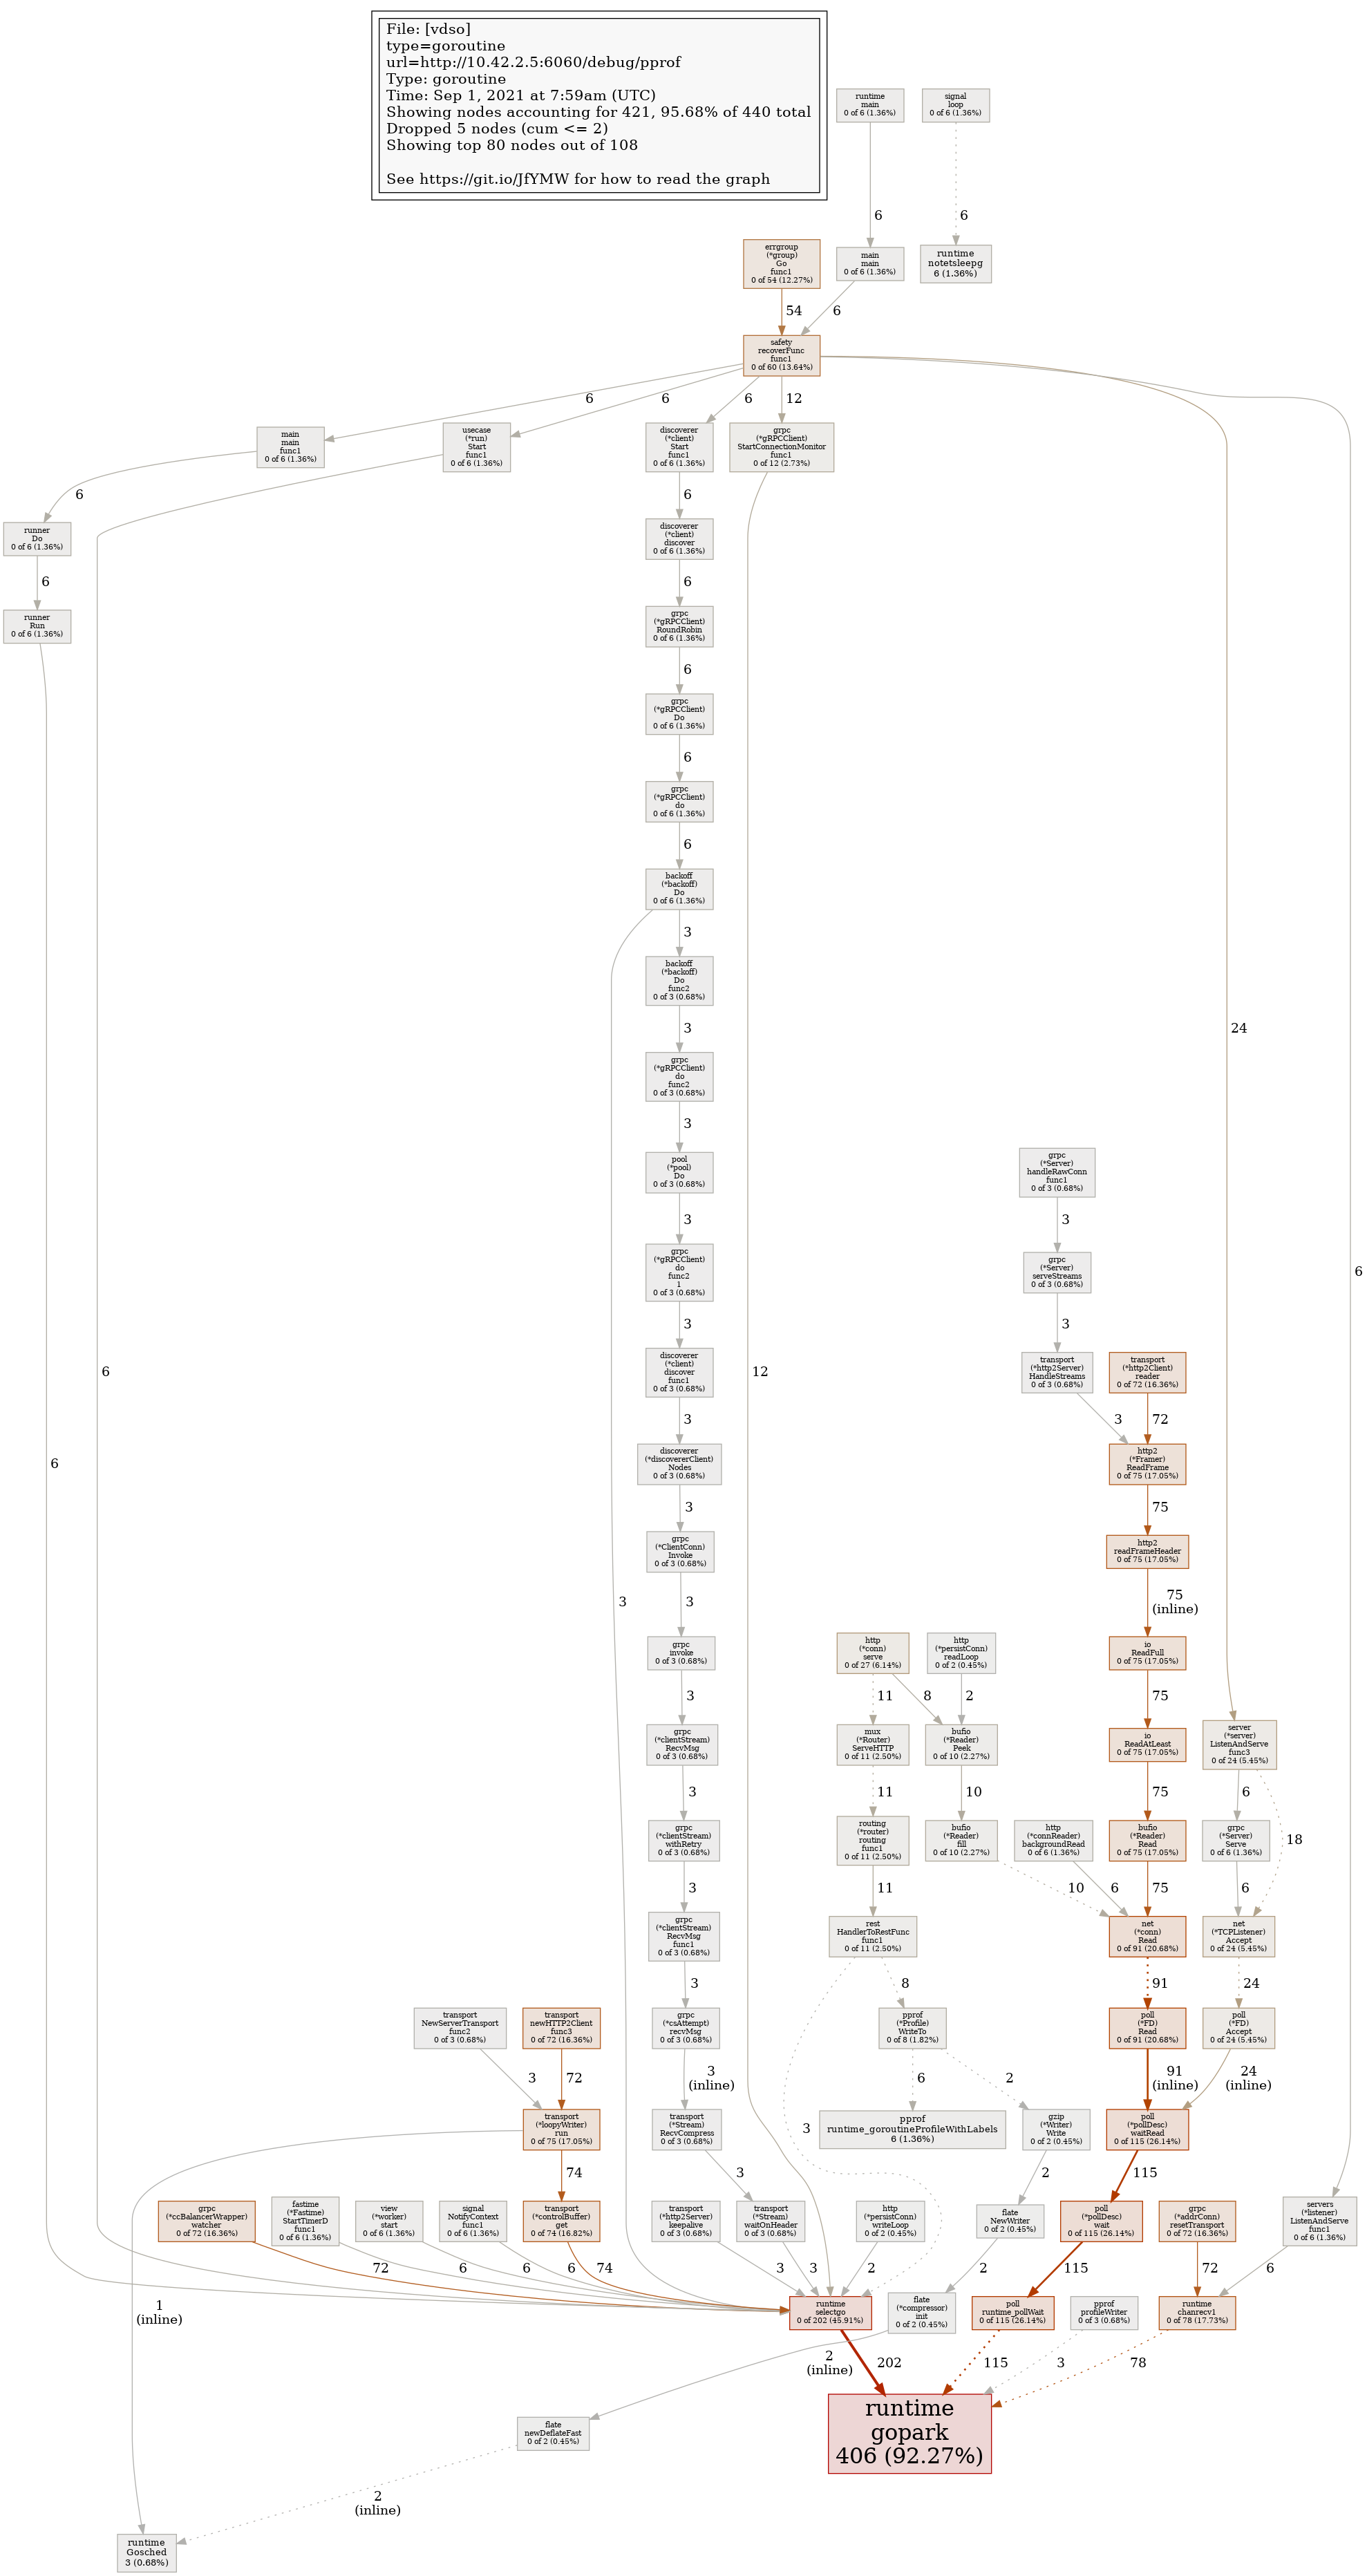 File: [vdso]
type=goroutine
url=http://10.42.2.5:6060/debug/pprof
Type: goroutine
Time: Sep 1, 2021 at 7:59am (UTC)
Showing nodes accounting for 421, 95.68% of 440 total
Dropped 5 nodes (cum <= 2)
Showing top 80 nodes out of 108
See https://git.io/JfYMW for how to read the graph
runtime
main
0 of 6 (1.36%)
signal
loop
0 of 6 (1.36%)
6
6
errgroup
(*group)
Go
func1
0 of 54 (12.27%)
main
main
0 of 6 (1.36%)
runtime
notetsleepg
6 (1.36%)
54
6
safety
recoverFunc
func1
0 of 60 (13.64%)
6
6
6
12
main
main
func1
0 of 6 (1.36%)
usecase
(*run)
Start
func1
0 of 6 (1.36%)
discoverer
(*client)
Start
func1
0 of 6 (1.36%)
grpc
(*gRPCClient)
StartConnectionMonitor
func1
0 of 12 (2.73%)
6
6
runner
Do
0 of 6 (1.36%)
discoverer
(*client)
discover
0 of 6 (1.36%)
6
6
runner
Run
0 of 6 (1.36%)
grpc
(*gRPCClient)
RoundRobin
0 of 6 (1.36%)
6
grpc
(*gRPCClient)
Do
0 of 6 (1.36%)
6
grpc
(*gRPCClient)
do
0 of 6 (1.36%)
6
backoff
(*backoff)
Do
0 of 6 (1.36%)
3
backoff
(*backoff)
Do
func2
0 of 3 (0.68%)
3
24
grpc
(*gRPCClient)
do
func2
0 of 3 (0.68%)
3
pool
(*pool)
Do
0 of 3 (0.68%)
grpc
(*Server)
handleRawConn
func1
0 of 3 (0.68%)
3
3
grpc
(*gRPCClient)
do
func2
1
0 of 3 (0.68%)
grpc
(*Server)
serveStreams
0 of 3 (0.68%)
6
3
3
discoverer
(*client)
discover
func1
0 of 3 (0.68%)
transport
(*http2Server)
HandleStreams
0 of 3 (0.68%)
transport
(*http2Client)
reader
0 of 72 (16.36%)
6
12
3
3
72
discoverer
(*discovererClient)
Nodes
0 of 3 (0.68%)
http2
(*Framer)
ReadFrame
0 of 75 (17.05%)
6
3
75
grpc
(*ClientConn)
Invoke
0 of 3 (0.68%)
http2
readFrameHeader
0 of 75 (17.05%)
3
3
75
(inline)
grpc
invoke
0 of 3 (0.68%)
http
(*conn)
serve
0 of 27 (6.14%)
http
(*persistConn)
readLoop
0 of 2 (0.45%)
io
ReadFull
0 of 75 (17.05%)
3
11
8
2
75
grpc
(*clientStream)
RecvMsg
0 of 3 (0.68%)
mux
(*Router)
ServeHTTP
0 of 11 (2.50%)
bufio
(*Reader)
Peek
0 of 10 (2.27%)
io
ReadAtLeast
0 of 75 (17.05%)
server
(*server)
ListenAndServe
func3
0 of 24 (5.45%)
3
11
10
75
6
grpc
(*clientStream)
withRetry
0 of 3 (0.68%)
routing
(*router)
routing
func1
0 of 11 (2.50%)
bufio
(*Reader)
fill
0 of 10 (2.27%)
http
(*connReader)
backgroundRead
0 of 6 (1.36%)
bufio
(*Reader)
Read
0 of 75 (17.05%)
grpc
(*Server)
Serve
0 of 6 (1.36%)
18
3
11
10
6
75
6
grpc
(*clientStream)
RecvMsg
func1
0 of 3 (0.68%)
rest
HandlerToRestFunc
func1
0 of 11 (2.50%)
net
(*conn)
Read
0 of 91 (20.68%)
net
(*TCPListener)
Accept
0 of 24 (5.45%)
3
8
91
24
transport
NewServerTransport
func2
0 of 3 (0.68%)
transport
newHTTP2Client
func3
0 of 72 (16.36%)
grpc
(*csAttempt)
recvMsg
0 of 3 (0.68%)
pprof
(*Profile)
WriteTo
0 of 8 (1.82%)
poll
(*FD)
Read
0 of 91 (20.68%)
poll
(*FD)
Accept
0 of 24 (5.45%)
3
72
3
(inline)
6
2
91
(inline)
24
(inline)
transport
(*loopyWriter)
run
0 of 75 (17.05%)
transport
(*Stream)
RecvCompress
0 of 3 (0.68%)
3
pprof
runtime_goroutineProfileWithLabels
6 (1.36%)
gzip
(*Writer)
Write
0 of 2 (0.45%)
poll
(*pollDesc)
waitRead
0 of 115 (26.14%)
74
3
2
115
grpc
(*ccBalancerWrapper)
watcher
0 of 72 (16.36%)
fastime
(*Fastime)
StartTimerD
func1
0 of 6 (1.36%)
view
(*worker)
start
0 of 6 (1.36%)
signal
NotifyContext
func1
0 of 6 (1.36%)
transport
(*controlBuffer)
get
0 of 74 (16.82%)
transport
(*http2Server)
keepalive
0 of 3 (0.68%)
transport
(*Stream)
waitOnHeader
0 of 3 (0.68%)
http
(*persistConn)
writeLoop
0 of 2 (0.45%)
flate
NewWriter
0 of 2 (0.45%)
poll
(*pollDesc)
wait
0 of 115 (26.14%)
grpc
(*addrConn)
resetTransport
0 of 72 (16.36%)
servers
(*listener)
ListenAndServe
func1
0 of 6 (1.36%)
72
6
6
6
74
3
3
2
2
115
72
6
1
(inline)
runtime
selectgo
0 of 202 (45.91%)
flate
(*compressor)
init
0 of 2 (0.45%)
poll
runtime_pollWait
0 of 115 (26.14%)
pprof
profileWriter
0 of 3 (0.68%)
runtime
chanrecv1
0 of 78 (17.73%)
2
(inline)
202
115
3
78
runtime
gopark
406 (92.27%)
flate
newDeflateFast
0 of 2 (0.45%)
2
(inline)
runtime
Gosched
3 (0.68%)